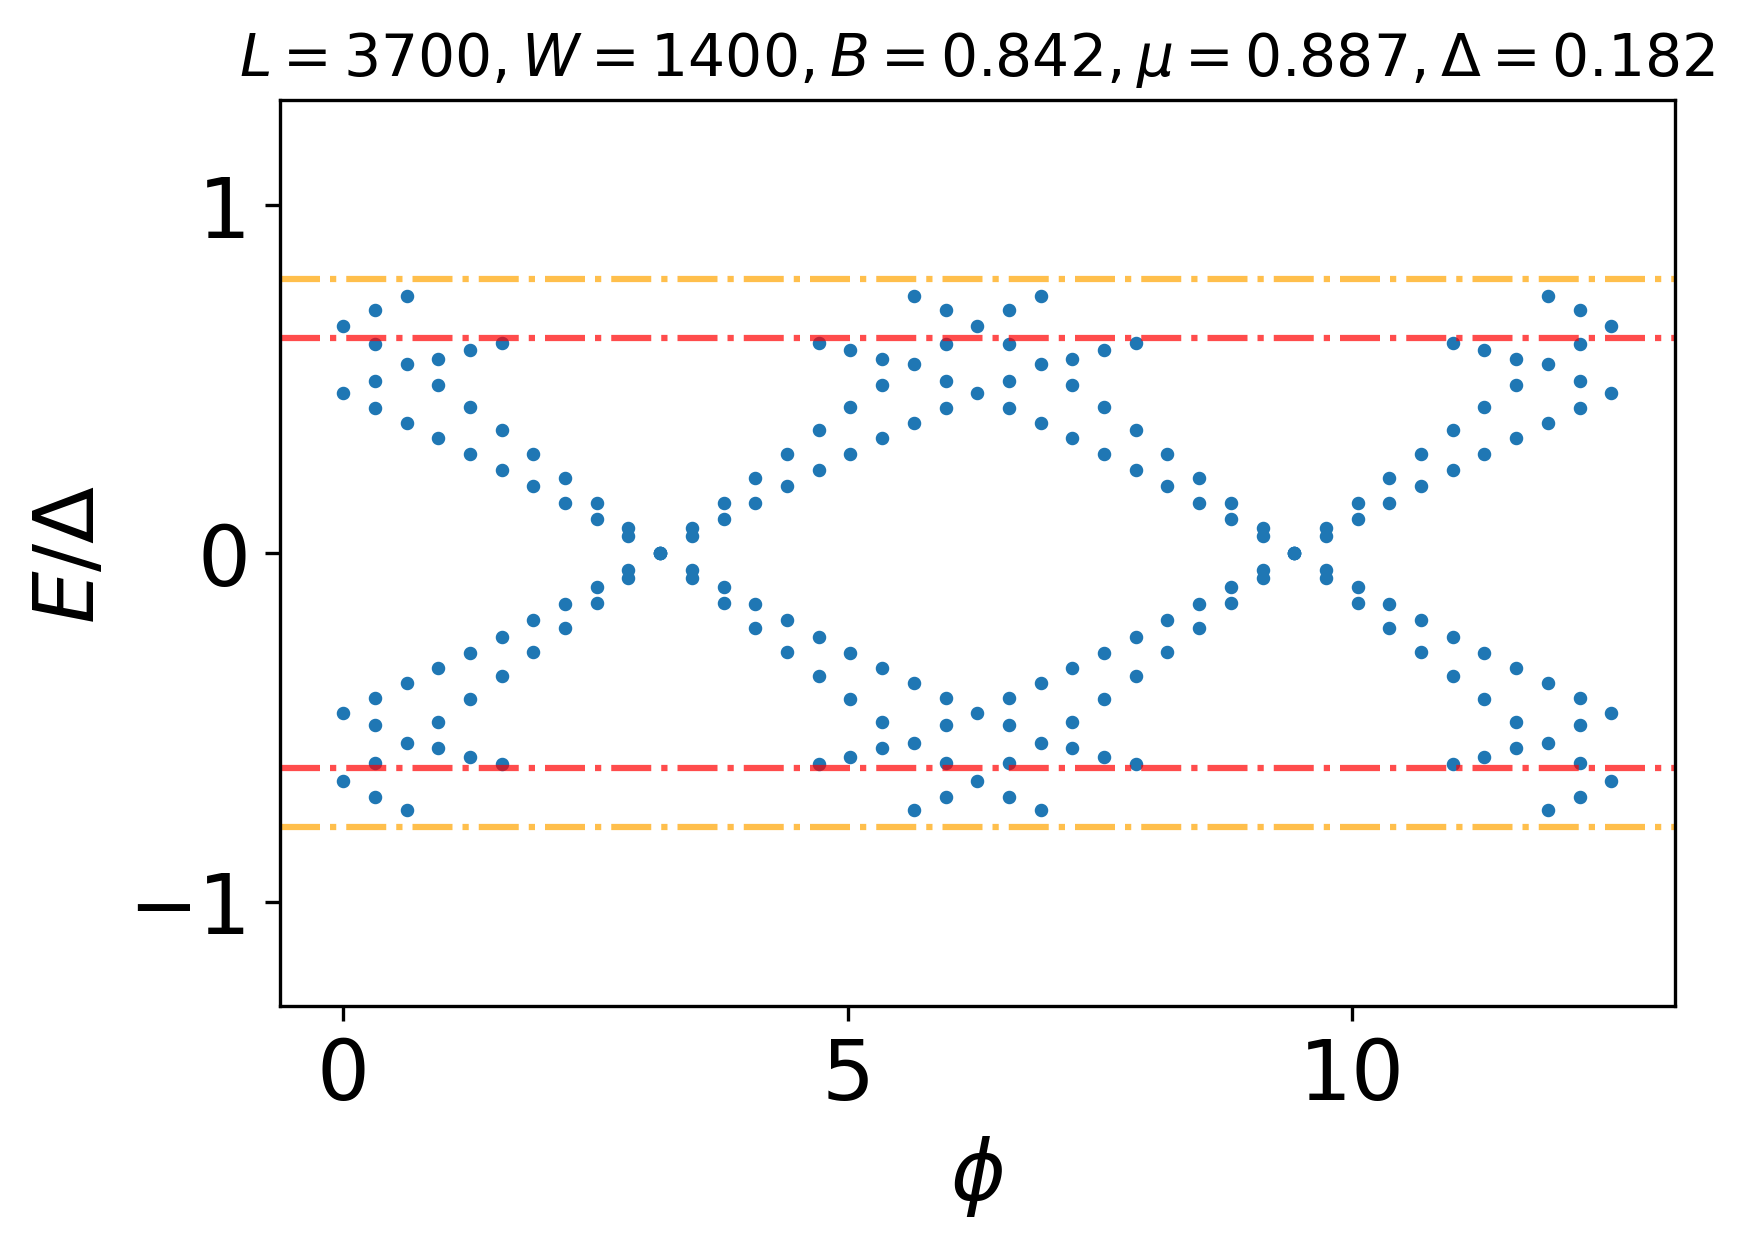 L = 3700, W = 1400, B = 0.842, μ = 0.887, Δ = 0.182
1
0
−1
E/Δ
0 5 10
ϕ